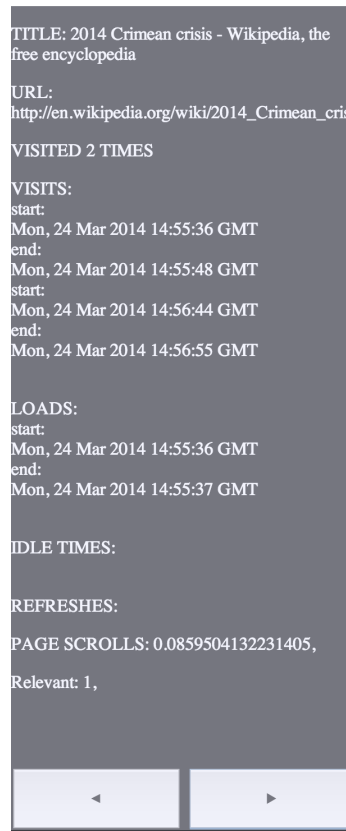 TITLE: 2014 Crimean crisis - Wikipedia, the
free encyclopedia
URL:
http://en.wikipedia.org/wiki/2014_Crimean_cris
VISITED 2 TIMES
VISITS:
start:
Mon, 24 Mar 2014 14:55:36 GMT
end:
Mon, 24 Mar 2014 14:55:48 GMT
start:
Mon, 24 Mar 2014 14:56:44 GMT
end:
Mon, 24 Mar 2014 14:56:55 GMT
LOADS:
start:
Mon, 24 Mar 2014 14:55:36 GMT
end:
Mon, 24 Mar 2014 14:55:37 GMT
IDLE TIMES:
REFRESHES:
PAGE SCROLLS: 0.0859504132231405,
Relevant: 1,